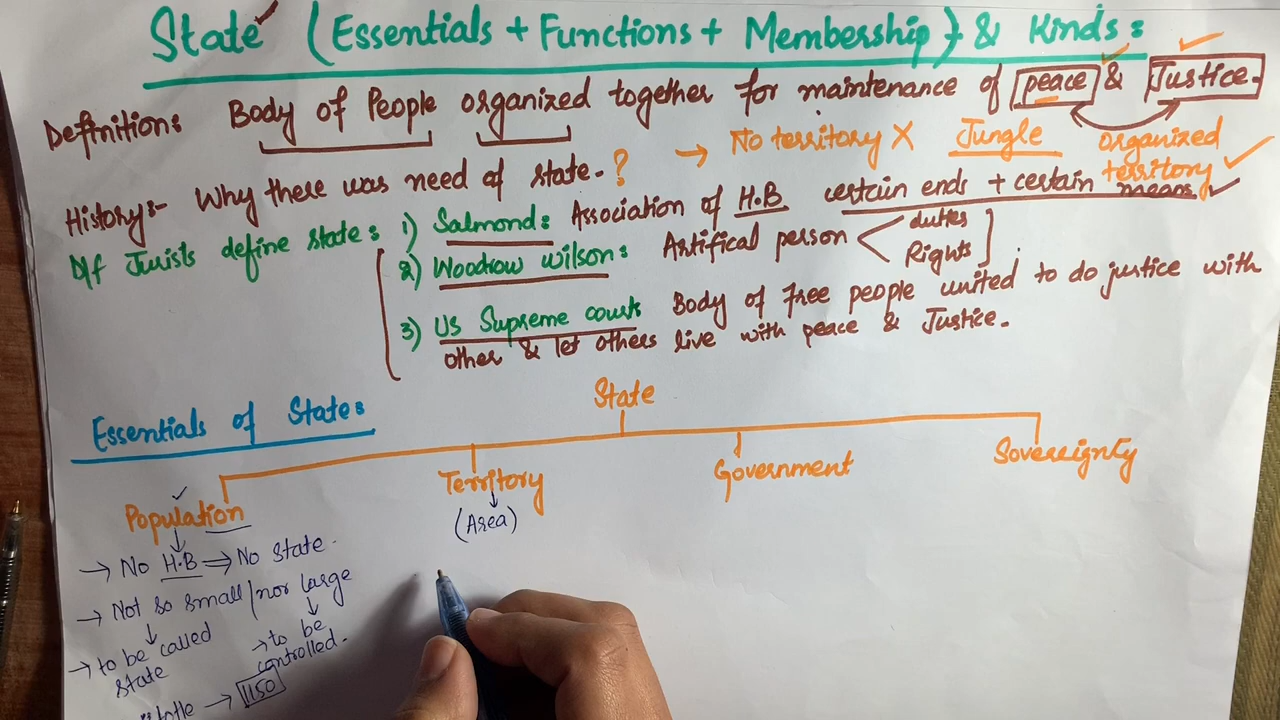 State (Essentials + Functions + Membership) & Kinds:
Definition: Body of People organized together for maintenance of peace & Justice.
→ No territory X Jungle organized territory
History:- Why there was need of state. ?
Dff Jurists define state: 1) Salmond: Association of H.B certain ends + certain means
2) Woodrow wilson: Artifical person duties Rights
3) US Supreme court: Body of free people united to do justice with
other & let others live with peace & Justice.
Essentials of State:
State
Population Territory Government Sovereignty
(Area)
→ No H.B ⇒ No state.
→ Not so small/nor large
→ to be called state
→ to be controlled.
→ 1150